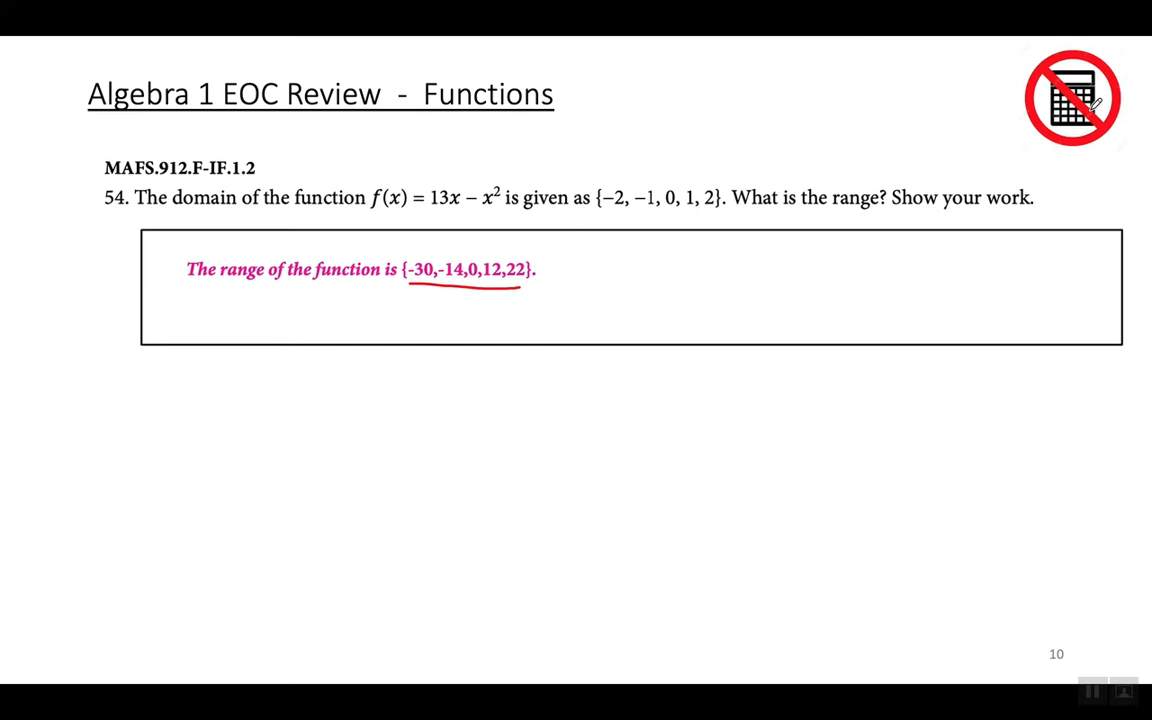 Algebra 1 EOC Review - Functions
MAFS.912.F-IF.1.2
54. The domain of the function f(x) = 13x − x² is given as {−2, −1, 0, 1, 2}. What is the range? Show your work.
The range of the function is {-30,-14,0,12,22}.
10